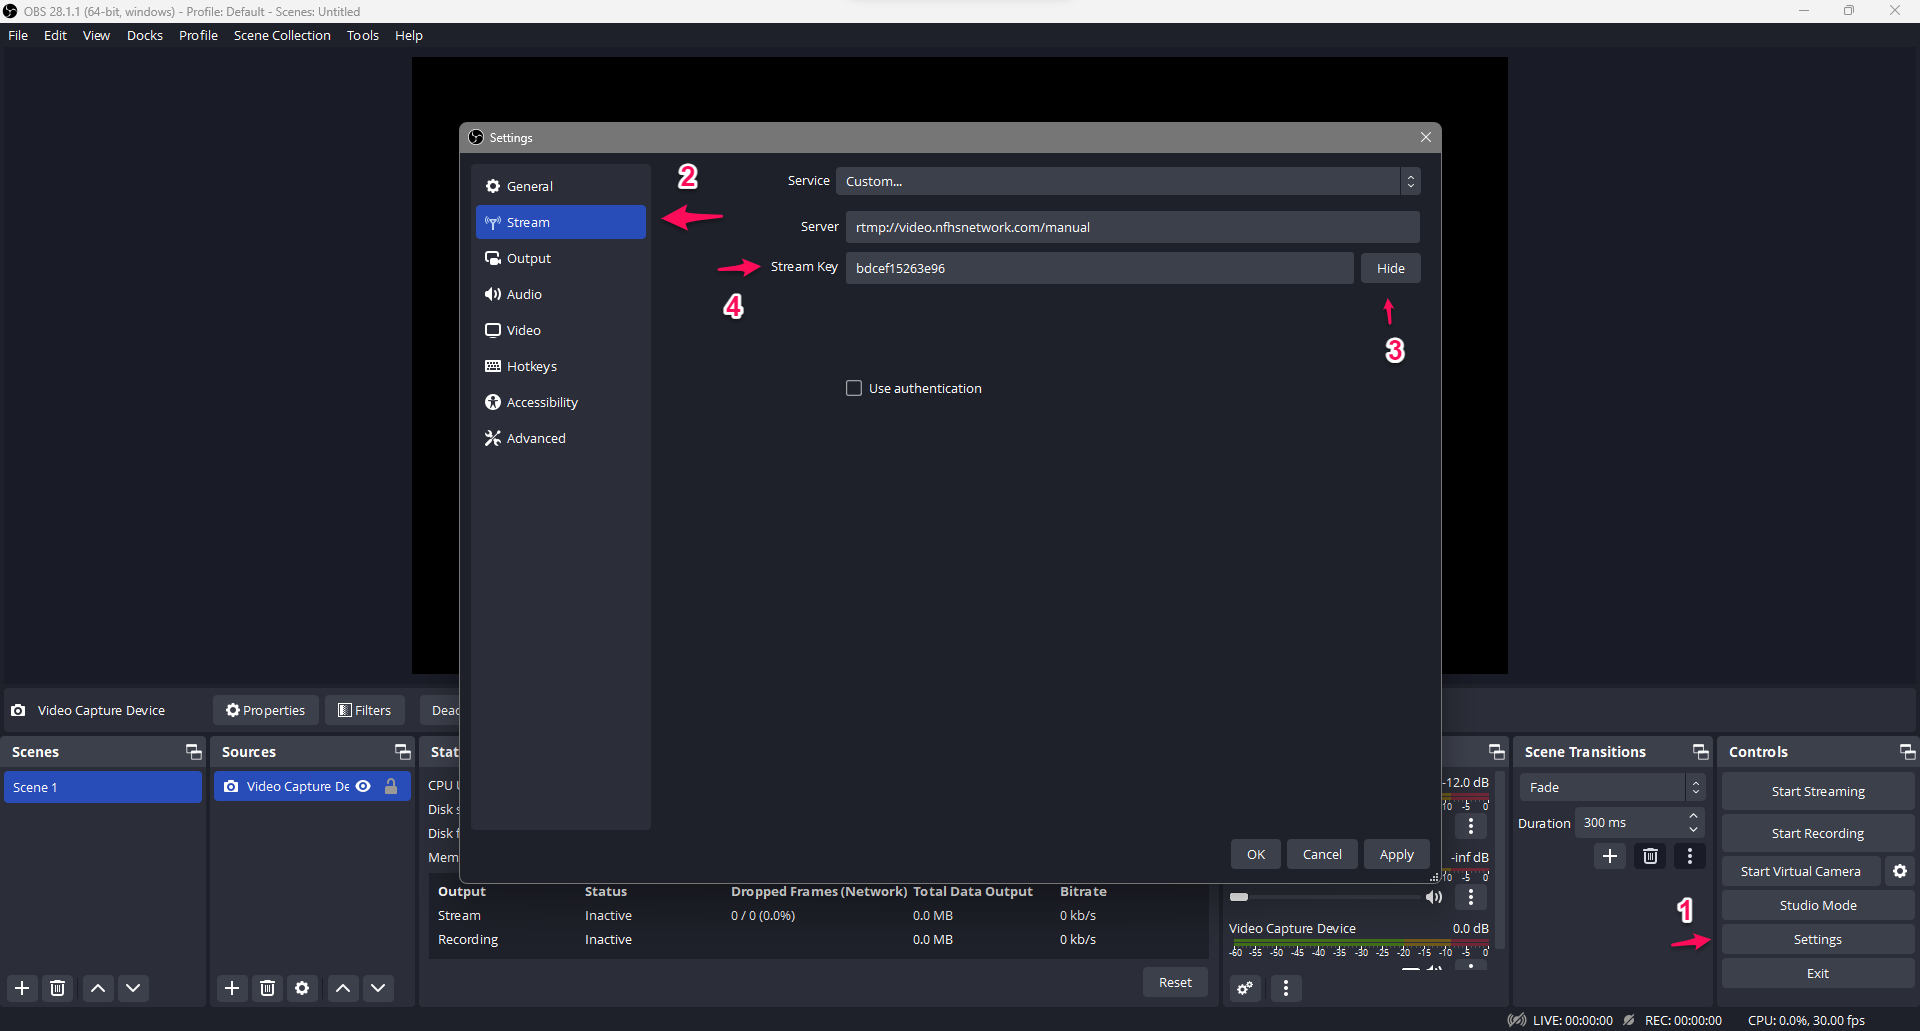 OBS 28.1.1 (64-bit, windows) - Profile: Default - Scenes: Untitled
File Edit View Docks Profile Scene Collection Tools Help
Settings
General
Stream
Output
Audio
Video
Hotkeys
Accessibility
Advanced
2
Service Custom...
Server rtmp://video.nfhsnetwork.com/manual
Stream Key bdcef15263e96 Hide
4
3
Use authentication
OK Cancel Apply
Video Capture Device Properties Filters Deac
Scenes
Scene 1
Sources
Video Capture De
Stat
CPU U
Disk s
Disk f
Mem
Output Status Dropped Frames (Network) Total Data Output Bitrate
Stream Inactive 0 / 0 (0.0%) 0.0 MB 0 kb/s
Recording Inactive 0.0 MB 0 kb/s
Reset
-12.0 dB
10 -5 0
-inf dB
10 -5 0
Video Capture Device 0.0 dB
-60 -55 -50 -45 -40 -35 -30 -25 -20 -15 -10 -5 0
Scene Transitions
Fade
Duration 300 ms
Controls
Start Streaming
Start Recording
Start Virtual Camera
Studio Mode
1
Settings
Exit
LIVE: 00:00:00 REC: 00:00:00 CPU: 0.0%, 30.00 fps